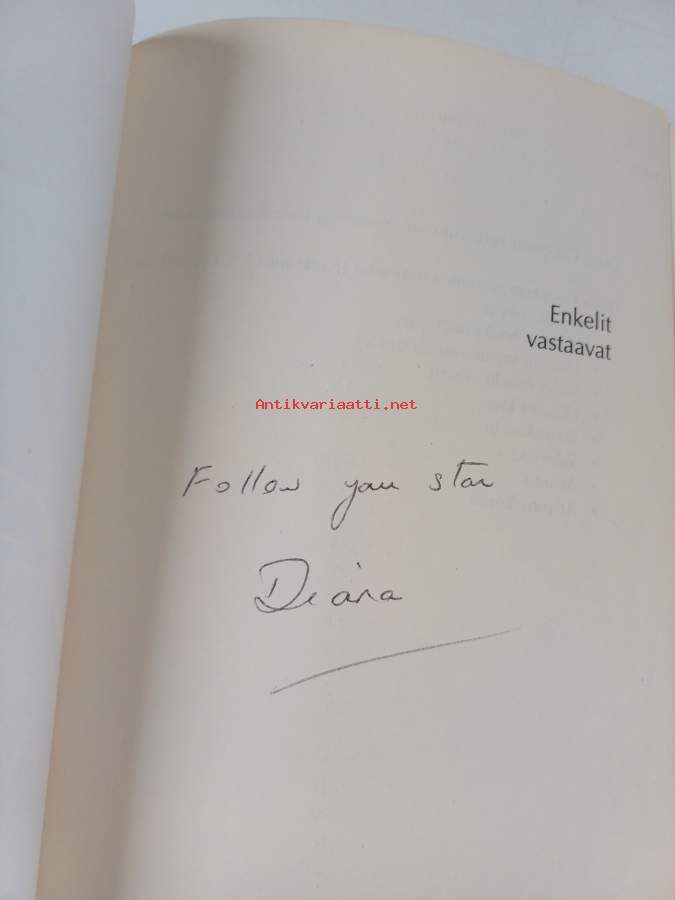 Enkelit
vastaavat
Antikvariaatti.net
Follow your star
Diana